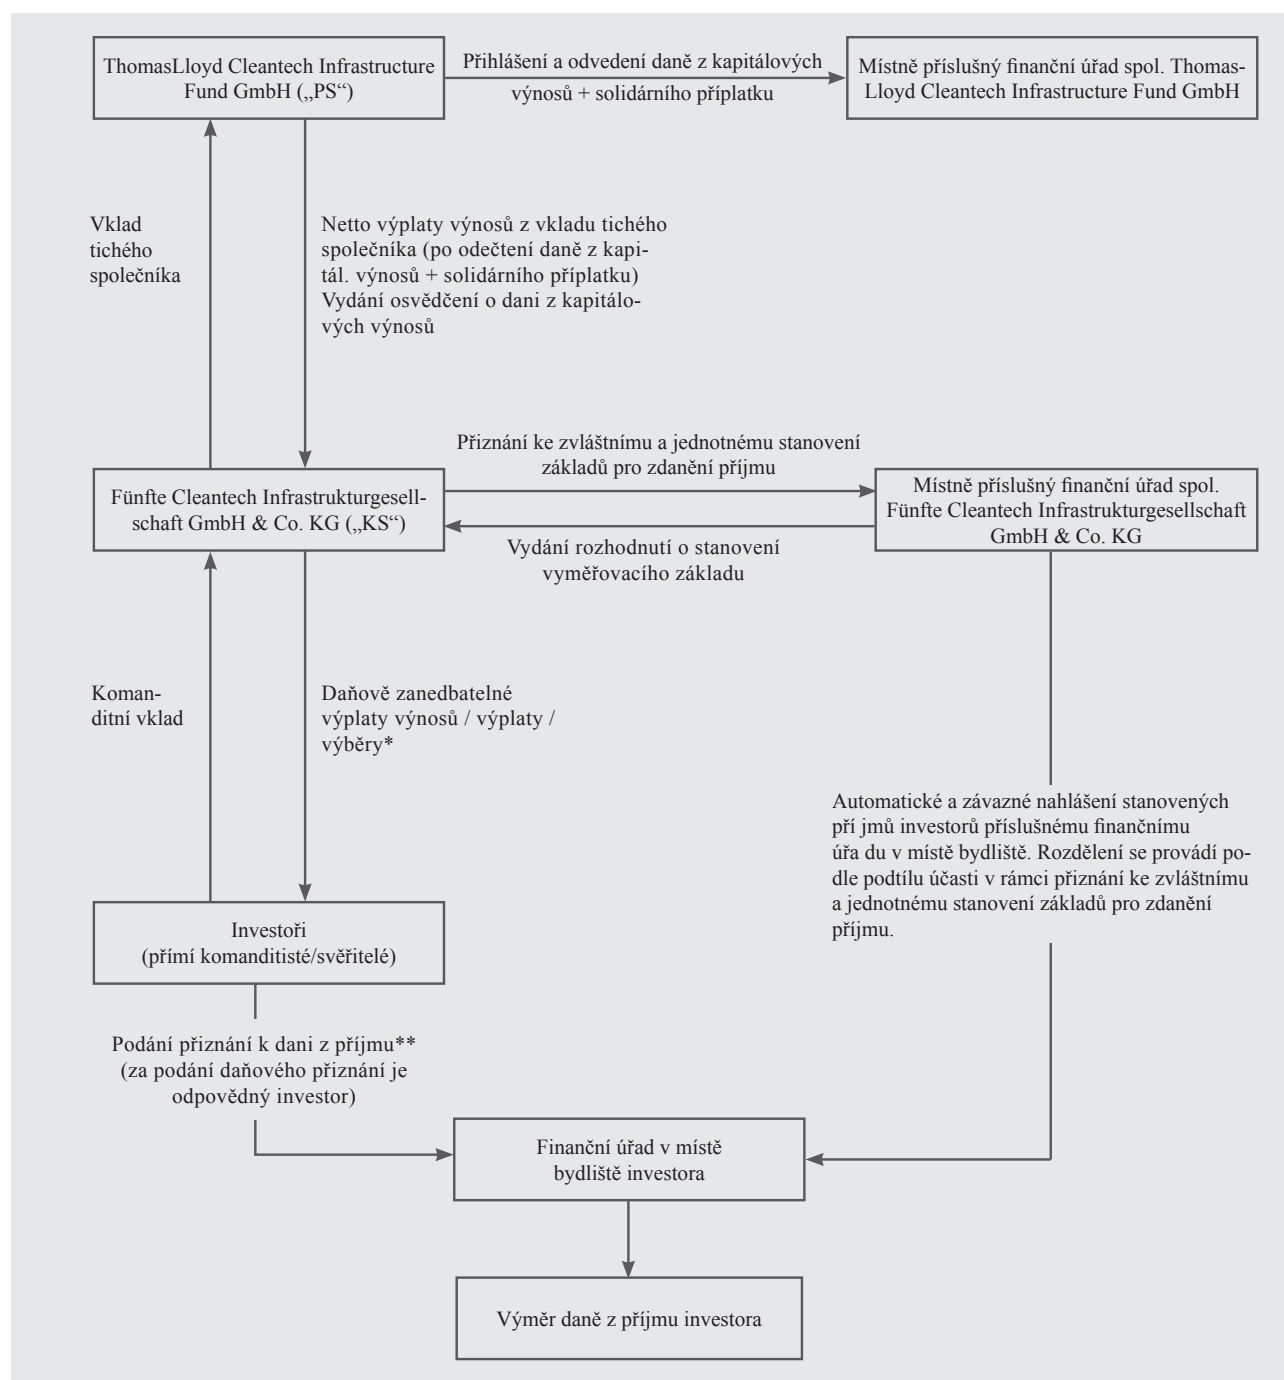 ThomasLloyd Cleantech Infrastructure
Fund GmbH („PS“)
Přihlášení a odvedení daně z kapitálových
výnosů + solidárního příplatku
Místně příslušný finanční úřad spol. Thomas-
Lloyd Cleantech Infrastructure Fund GmbH
Vklad
tichého
společníka
Netto výplaty výnosů z vkladu tichého
společníka (po odečtení daně z kapi-
tál. výnosů + solidárního příplatku)
Vydání osvědčení o dani z kapitálo-
vých výnosů
Přiznání ke zvláštnímu a jednotnému stanovení
základů pro zdanění příjmu
Fünfte Cleantech Infrastrukturgesell-
schaft GmbH & Co. KG („KS“)
Místně příslušný finanční úřad spol.
Fünfte Cleantech Infrastrukturgesellschaft
GmbH & Co. KG
Vydání rozhodnutí o stanovení
vyměřovacího základu
Koman-
ditní vklad
Daňově zanedbatelné
výplaty výnosů / výplaty /
výběry*
Automatické a závazné nahlášení stanovených
pří jmů investorů příslušnému finančnímu
úřa du v místě bydliště. Rozdělení se provádí po-
dle podtílu účasti v rámci přiznání ke zvláštnímu
a jednotnému stanovení základů pro zdanění
příjmu.
Investoři
(přímí komanditisté/svěřitelé)
Podání přiznání k dani z příjmu**
(za podání daňového přiznání je
odpovědný investor)
Finanční úřad v místě
bydliště investora
Výměr daně z příjmu investora